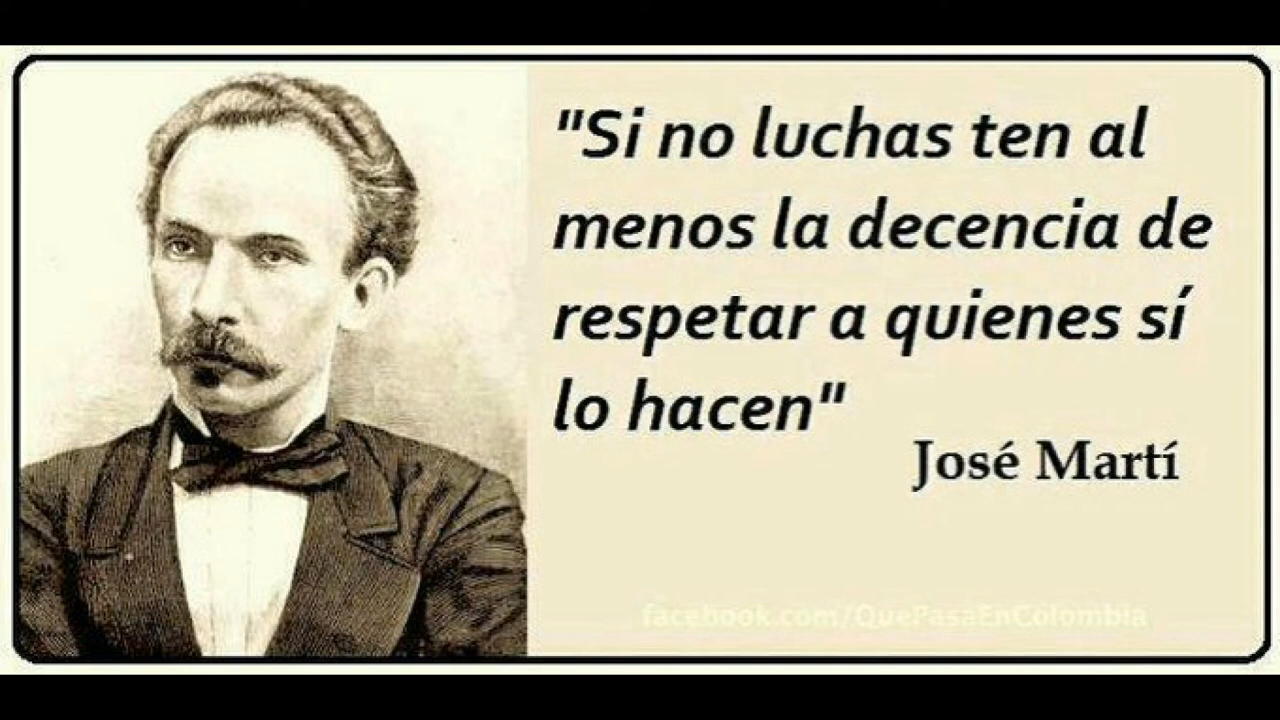 "Si no luchas ten al
menos la decencia de
respetar a quienes sí
lo hacen"
José Martí
facebook.com/QuePasaEnColombia